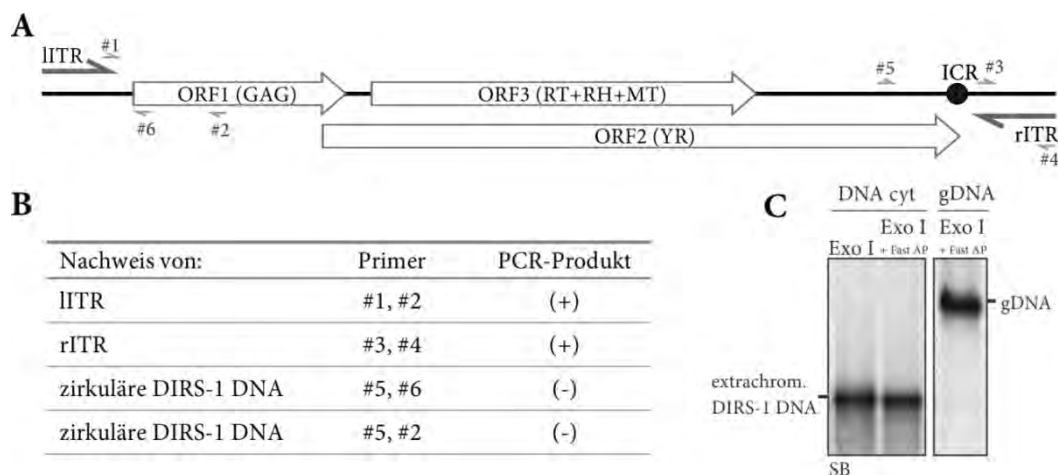 A
lITR
#1
ORF1 (GAG)
ORF3 (RT+RH+MT)
#5
ICR
#3
#6
#2
ORF2 (YR)
rITR
#4
B
Nachweis von: Primer PCR-Produkt
lITR #1, #2 (+)
rITR #3, #4 (+)
zirkuläre DIRS-1 DNA #5, #6 (-)
zirkuläre DIRS-1 DNA #5, #2 (-)
C
DNA cyt gDNA
Exo I
Exo I
+ Fast AP
Exo I
+ Fast AP
gDNA
extrachrom.
DIRS-1 DNA
SB